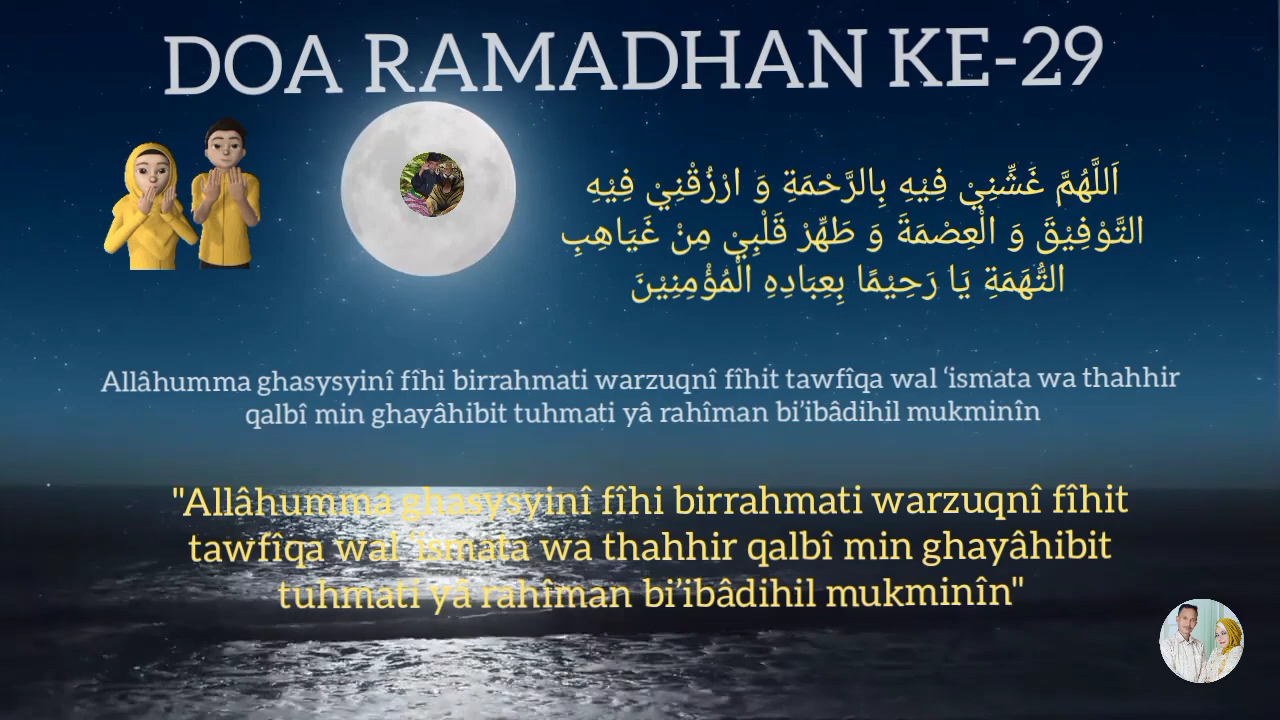 DOA RAMADHAN KE-29
اَللَّهُمَّ غَشِّنِيْ فِيْهِ بِالرَّحْمَةِ وَ ارْزُقْنِيْ فِيْهِ
التَّوْفِيْقَ وَ الْعِصْمَةَ وَ طَهِّرْ قَلْبِيْ مِنْ غَيَاهِبِ
التُّهَمَةِ يَا رَحِيْمًا بِعِبَادِهِ الْمُؤْمِنِيْنَ
Allâhumma ghasysyinî fîhi birrahmati warzuqnî fîhit tawfîqa wal ‘ismata wa thahhir
qalbî min ghayâhibit tuhmati yâ rahîman bi’ibâdihil mukminîn
"Allâhumma ghasysyinî fîhi birrahmati warzuqnî fîhit
tawfîqa wal ‘ismata wa thahhir qalbî min ghayâhibit
tuhmati yâ rahîman bi’ibâdihil mukminîn"